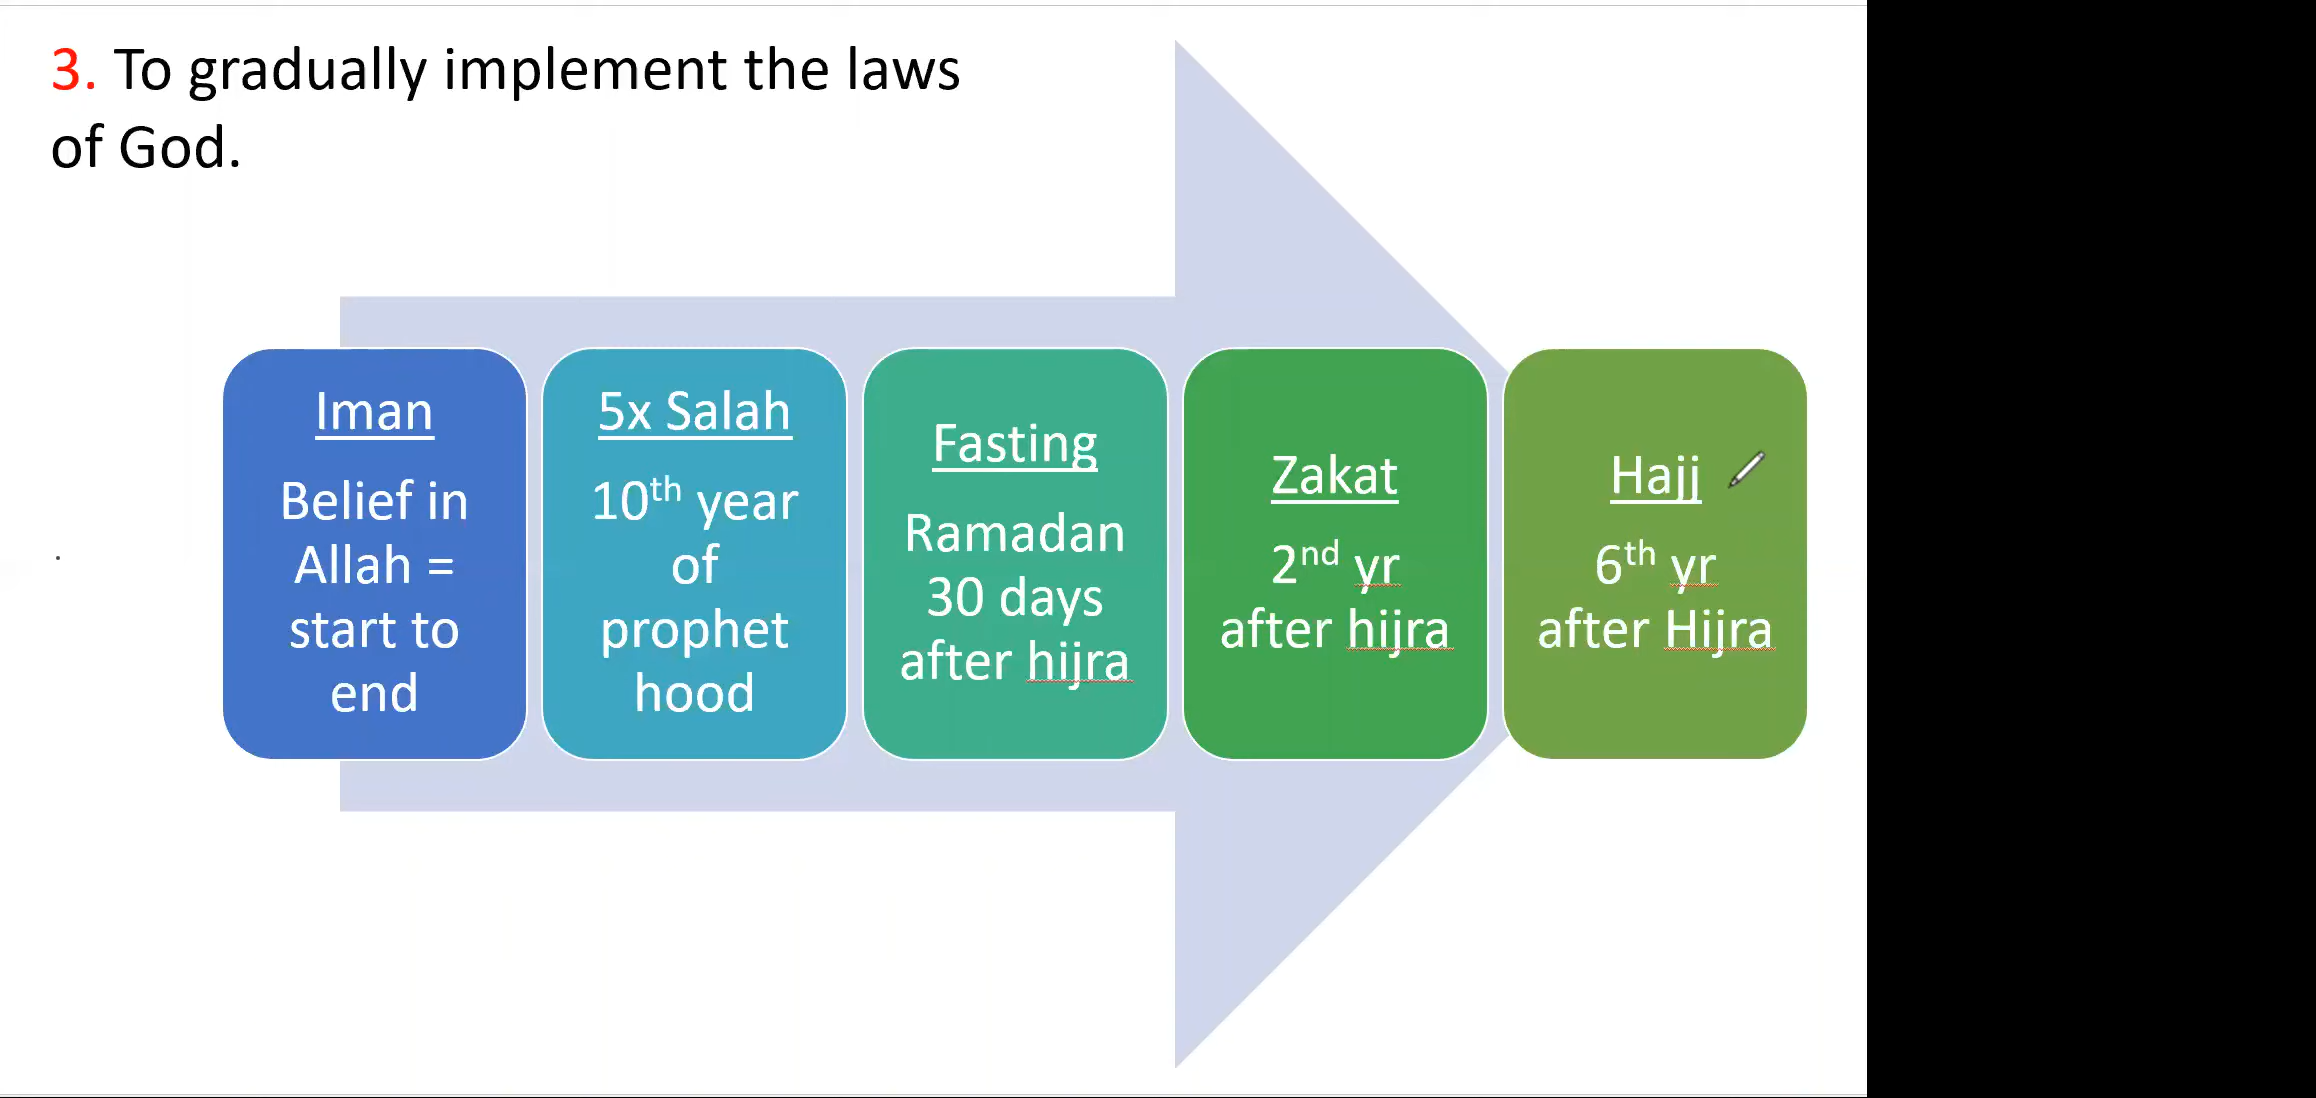 3. To gradually implement the laws
of God.
Iman
Belief in
Allah =
start to
end
5x Salah
10th year
of
prophet
hood
Fasting
Ramadan
30 days
after hijra
Zakat
2nd yr
after hijra
Hajj
6th yr
after Hijra